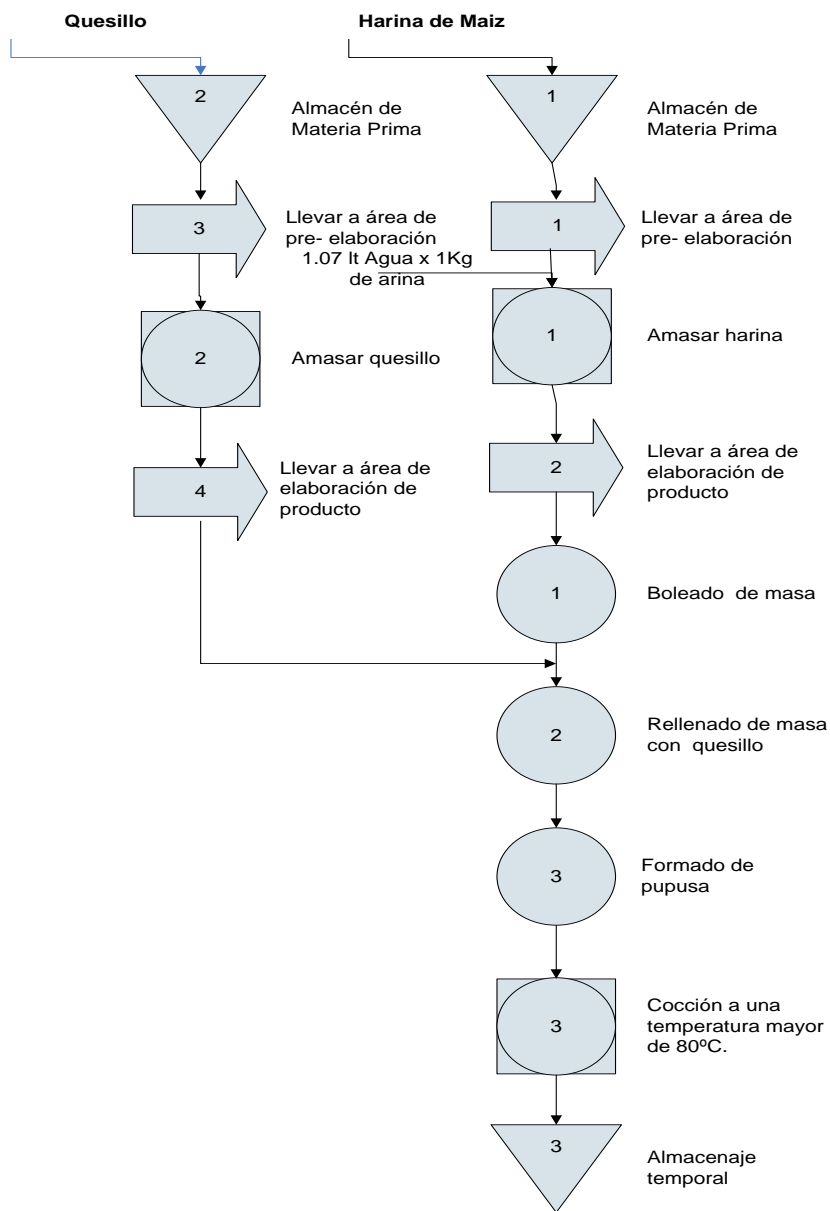 Quesillo
Harina de Maiz
2
Almacén de
Materia Prima
1
Almacén de
Materia Prima
3
Llevar a área de
pre- elaboración
1
Llevar a área de
pre- elaboración
1.07 lt Agua x 1Kg
de arina
2
Amasar quesillo
1
Amasar harina
4
Llevar a área de
elaboración de
producto
2
Llevar a área de
elaboración de
producto
1
Boleado de masa
2
Rellenado de masa
con quesillo
3
Formado de
pupusa
3
Cocción a una
temperatura mayor
de 80ºC.
3
Almacenaje
temporal